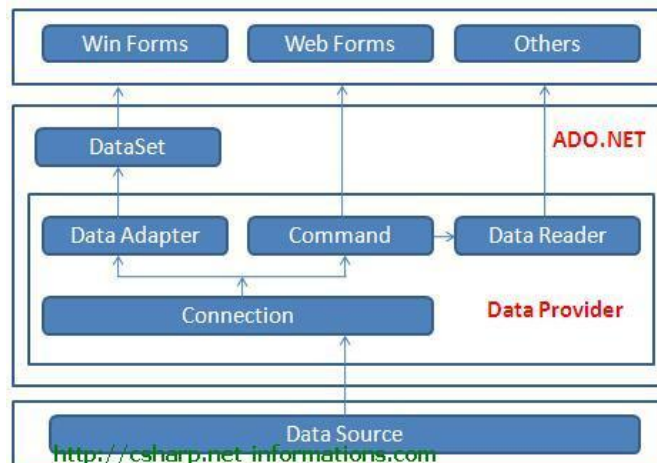 Win Forms
Web Forms
Others
ADO.NET
DataSet
Data Adapter
Command
Data Reader
Connection
Data Provider
Data Source
http://csharp.net-informations.com